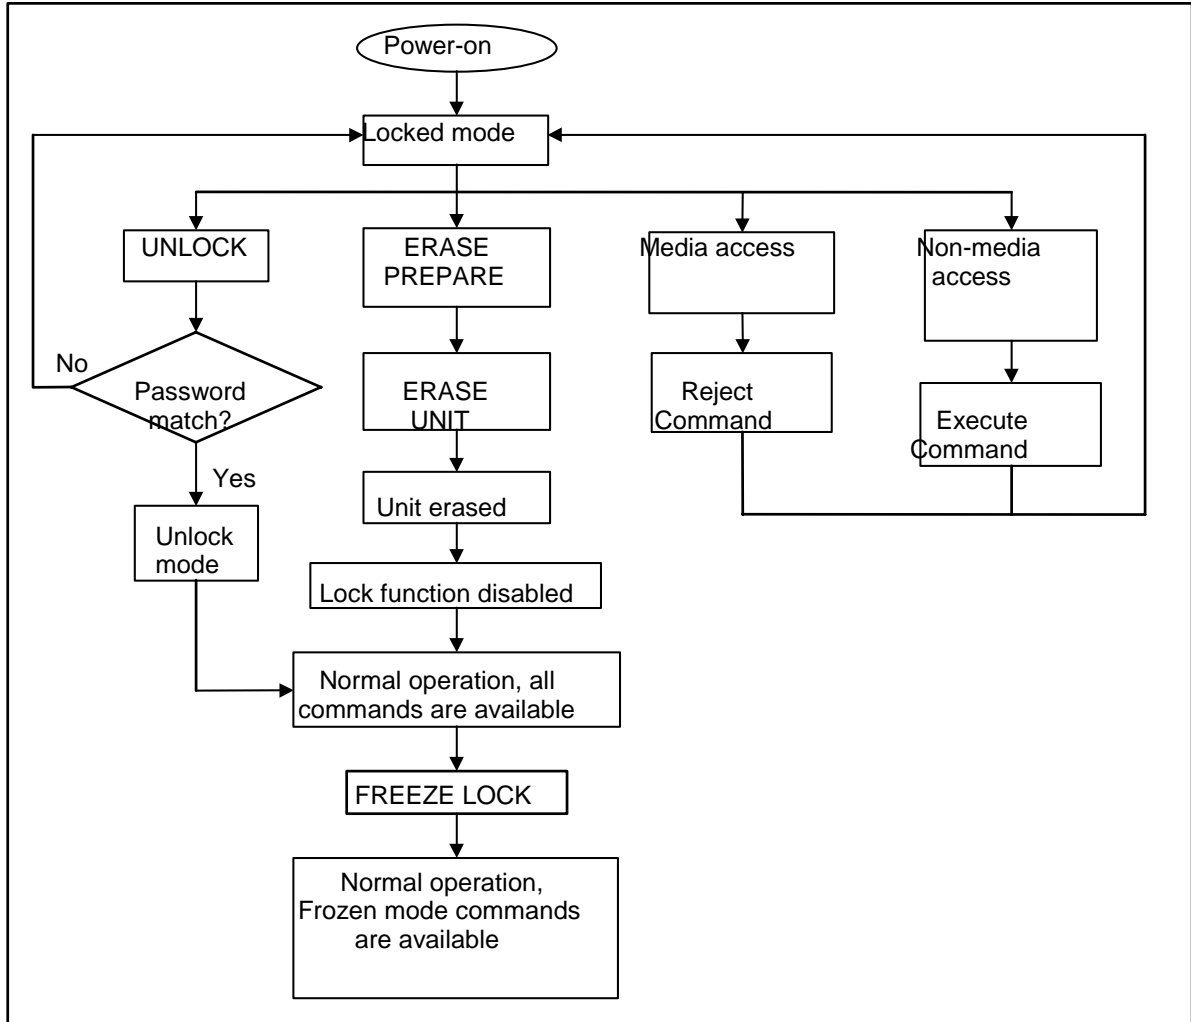 Power-on
Locked mode
UNLOCK
ERASE
PREPARE
Media access
Non-media
access
No
Password
match?
ERASE
UNIT
Reject
Command
Execute
Command
Yes
Unit erased
Unlock
mode
Lock function disabled
Normal operation, all
commands are available
FREEZE LOCK
Normal operation,
Frozen mode commands
are available